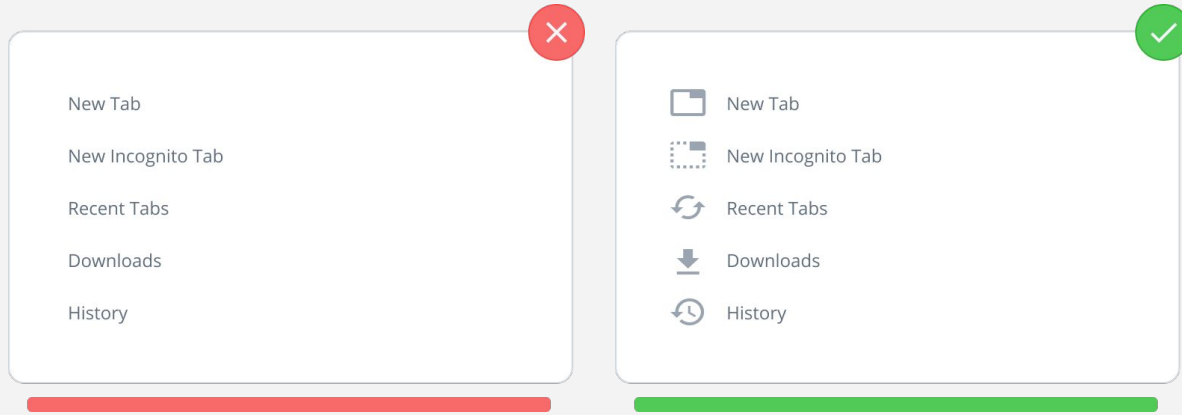 New Tab
New Incognito Tab
Recent Tabs
Downloads
History
New Tab
New Incognito Tab
Recent Tabs
Downloads
History